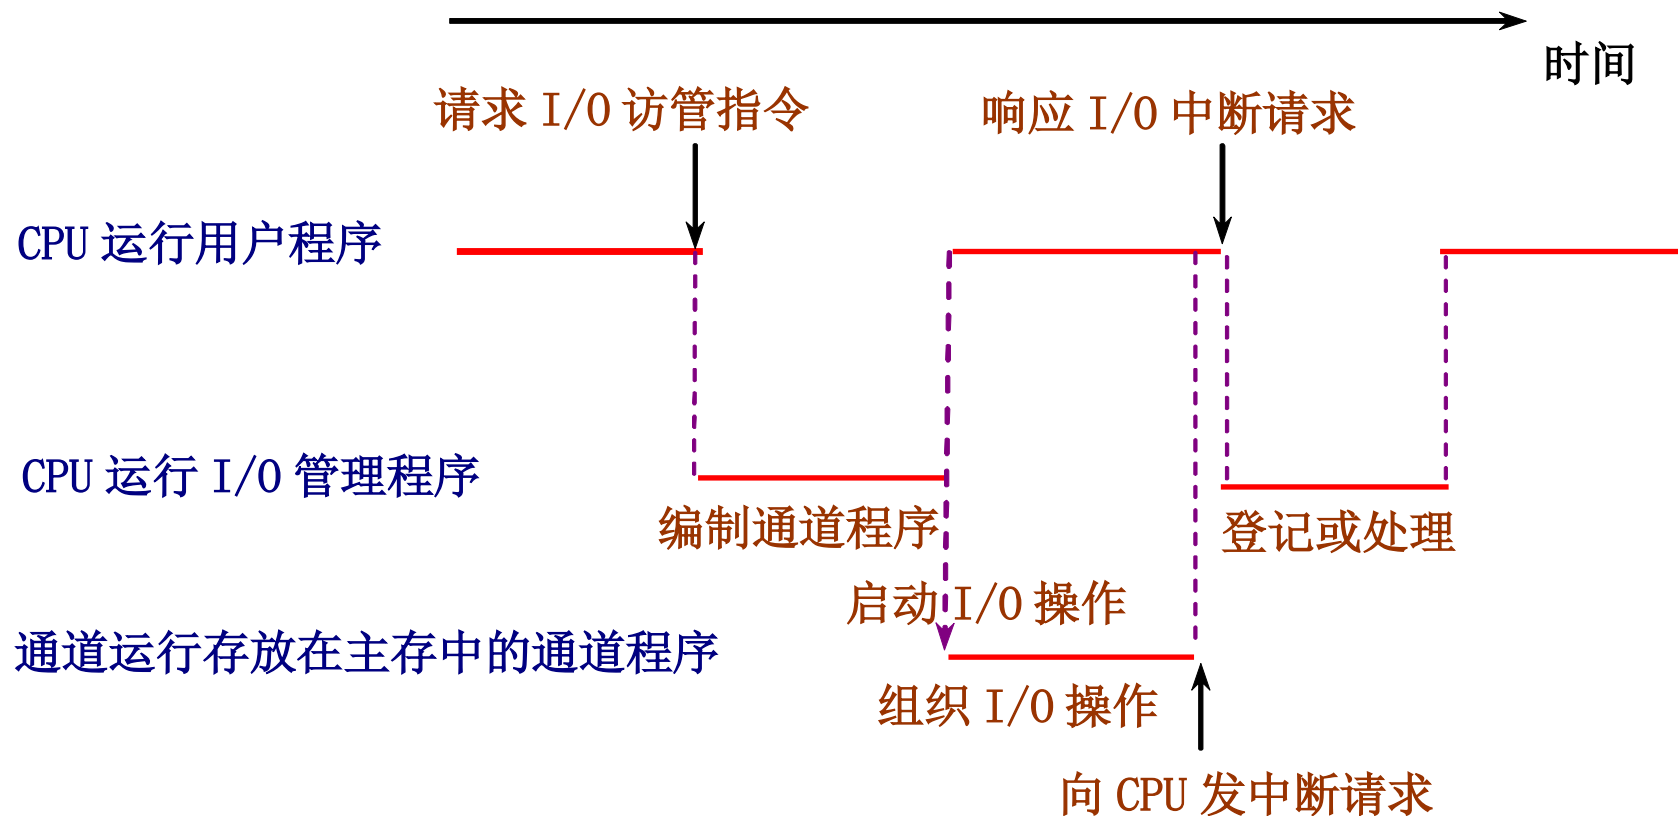 时间
请求 I/O 访管指令
响应 I/O 中断请求
CPU 运行用户程序
CPU 运行 I/O 管理程序
编制通道程序
登记或处理
启动 I/O 操作
通道运行存放在主存中的通道程序
组织 I/O 操作
向 CPU 发中断请求